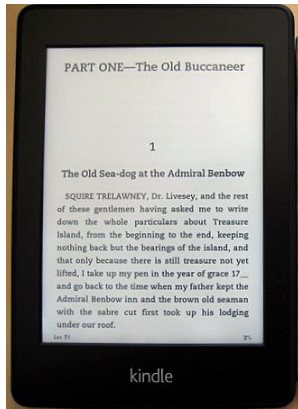 PART ONE—The Old Buccaneer
1
The Old Sea-dog at the Admiral Benbow
SQUIRE TRELAWNEY, Dr. Livesey, and the rest
of these gentlemen having asked me to write
down the whole particulars about Treasure
Island, from the beginning to the end, keeping
nothing back but the bearings of the island, and
that only because there is still treasure not yet
lifted, I take up my pen in the year of grace 17__
and go back to the time when my father kept the
Admiral Benbow inn and the brown old seaman
with the sabre cut first took up his lodging
under our roof.
Loc 51
2%
kindle